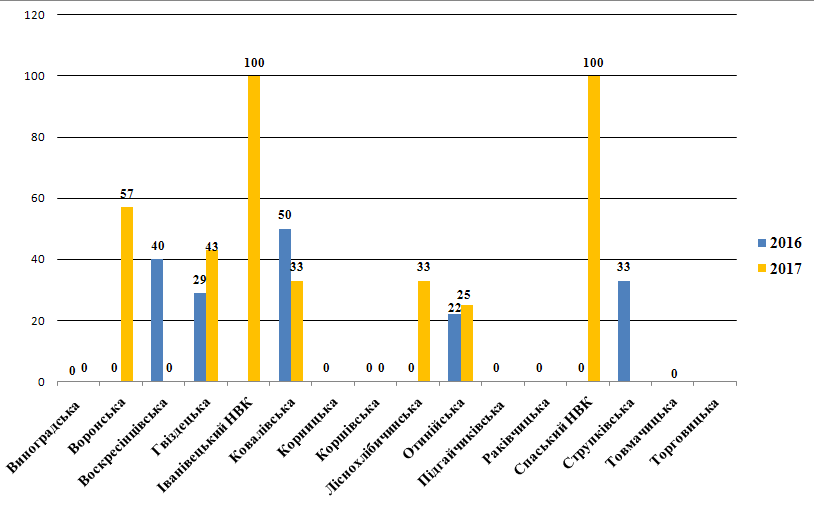 120
100
80
60
40
20
0
0 0
0 57
40 0
29 43
100
50 33
0
0 0
0 33
22 25
0
0
0 100
33
0
Виноградська
Воронська
Воскресінцівська
Гвіздецька
Іванівецький НВК
Ковалівська
Корницька
Коршівська
Ліснохлібичинська
Отинійська
Підгайчиківська
Раківчицька
Спаський НВК
Струпківська
Товмачицька
Торговицька
2016
2017